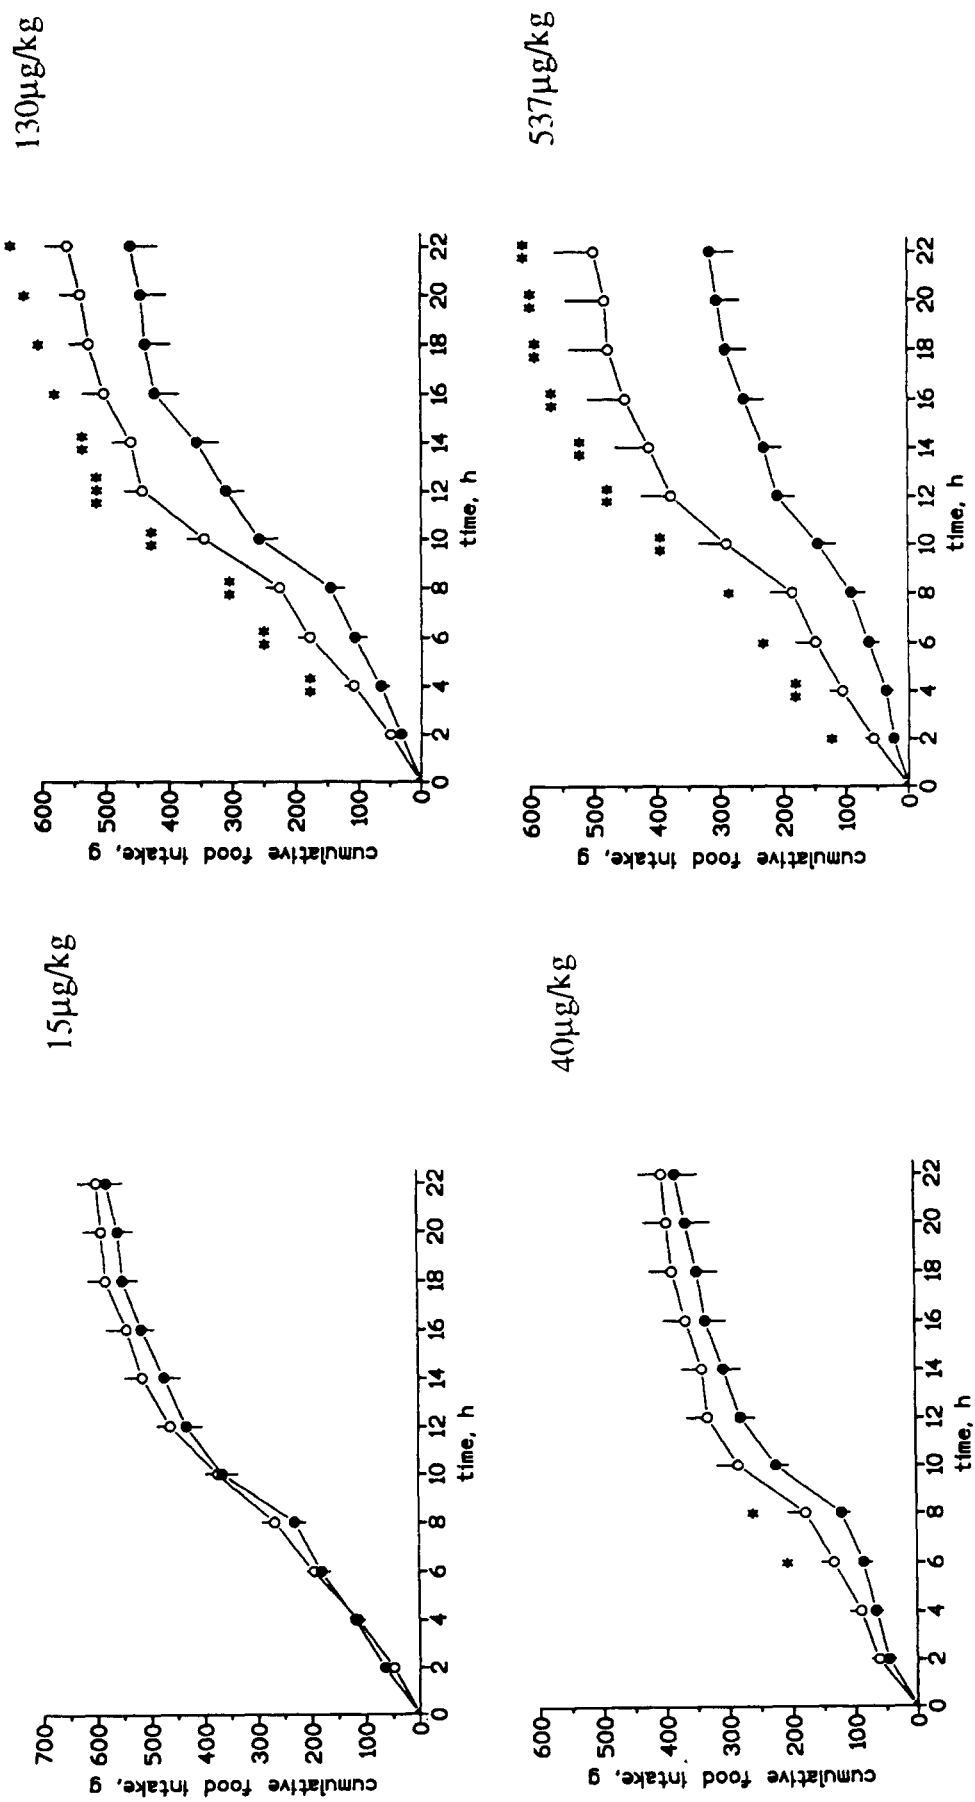 15µg/kg
700
600
500
400
300
200
100
0
cumulative food intake, g
0 2 4 6 8 10 12 14 16 18 20 22
time, h
130µg/kg
** ** ** ** *** ** * * * *
600
500
400
300
200
100
0
cumulative food intake, g
0 2 4 6 8 10 12 14 16 18 20 22
time, h
40µg/kg
* *
600
500
400
300
200
100
0
cumulative food intake, g
0 2 4 6 8 10 12 14 16 18 20 22
time, h
537µg/kg
* ** * * ** ** ** ** ** ** **
600
500
400
300
200
100
0
cumulative food intake, g
0 2 4 6 8 10 12 14 16 18 20 22
time, h